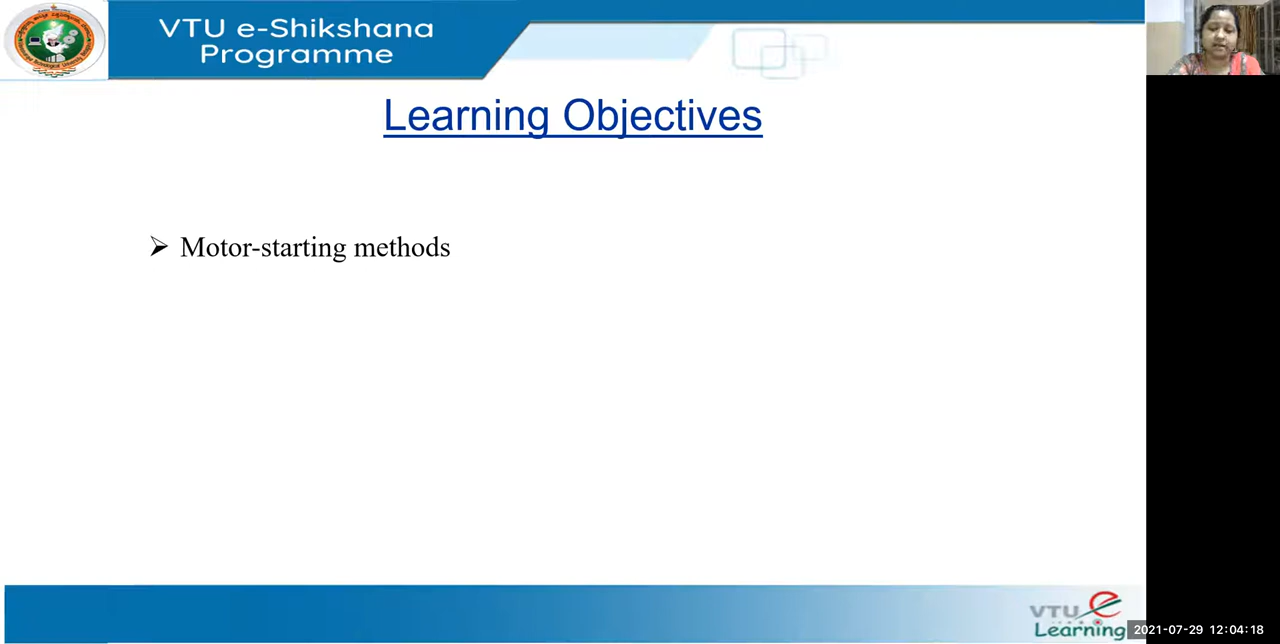 VTU e-Shikshana
Programme
Learning Objectives
➢ Motor-starting methods
VTU e
Learning
2021-07-29 12:04:18